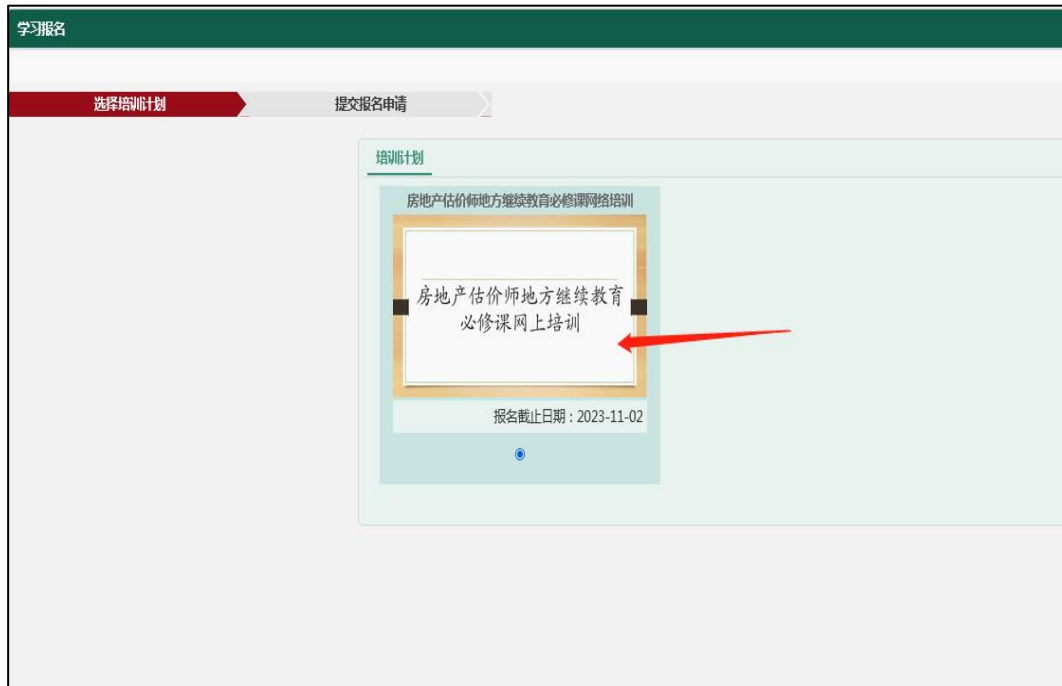 学习报名
选择培训计划
提交报名申请
培训计划
房地产估价师地方继续教育必修课网络培训
房地产估价师地方继续教育
必修课网上培训
报名截止日期：2023-11-02